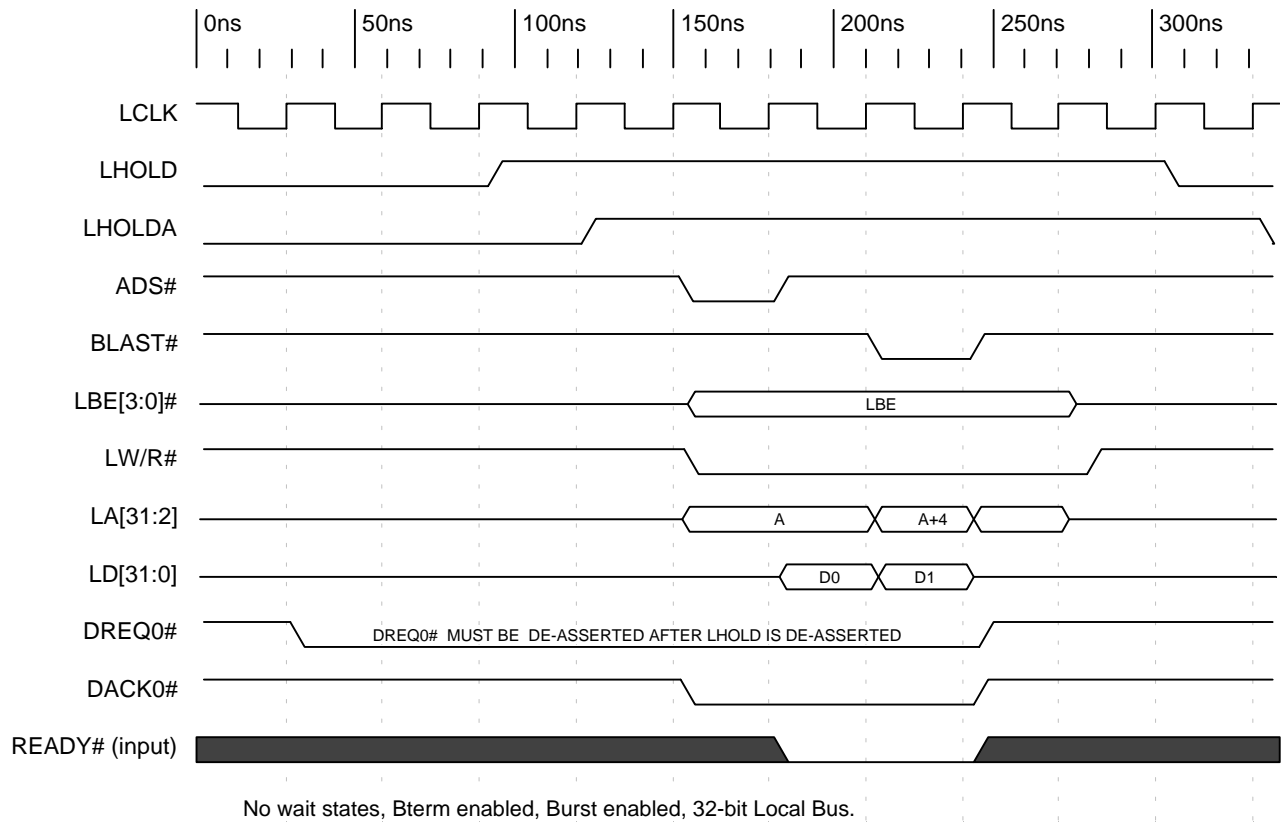 0ns 50ns 100ns 150ns 200ns 250ns 300ns
LCLK
LHOLD
LHOLDA
ADS#
BLAST#
LBE[3:0]# LBE
LW/R#
LA[31:2] A A+4
LD[31:0] D0 D1
DREQ0# DREQ0# MUST BE DE-ASSERTED AFTER LHOLD IS DE-ASSERTED
DACK0#
READY# (input)
No wait states, Bterm enabled, Burst enabled, 32-bit Local Bus.